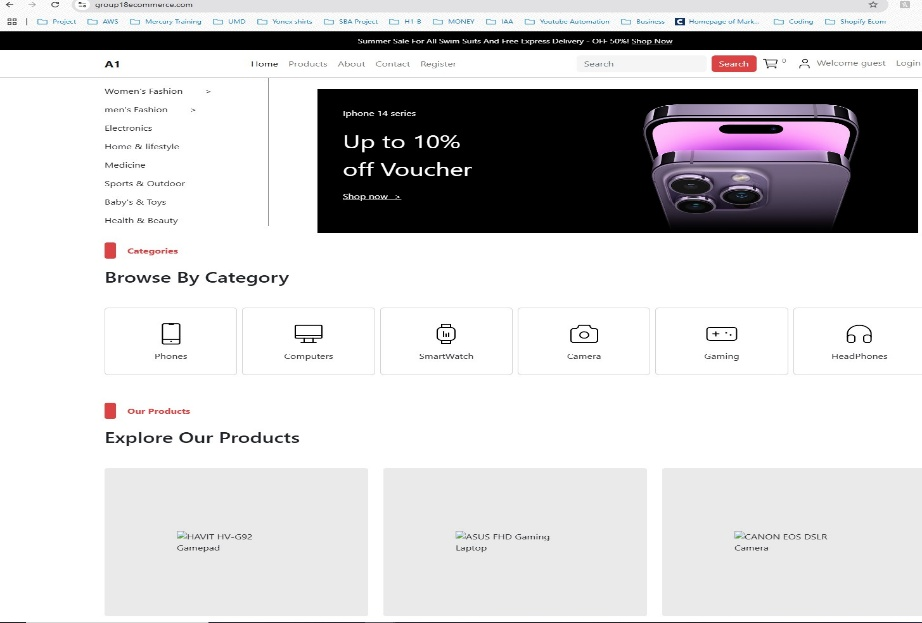 group18ecommerce.com
Project AWS Mercury Training UMD Yonex shirts SBA Project H1-B MONEY IAA Youtube Automation Business Homepage of Mark... Coding Shopify Ecom
Summer Sale For All Swim Suits And Free Express Delivery - OFF 50%! Shop Now
A1 Home Products About Contact Register Search Search 0 Welcome guest Login
Women's Fashion >
men's Fashion >
Electronics
Home & lifestyle
Medicine
Sports & Outdoor
Baby's & Toys
Health & Beauty
Iphone 14 series
Up to 10%
off Voucher
Shop now >
Categories
Browse By Category
Phones Computers SmartWatch Camera Gaming HeadPhones
Our Products
Explore Our Products
HAVIT HV-G92 ASUS FHD Gaming CANON EOS DSLR
Gamepad Laptop Camera